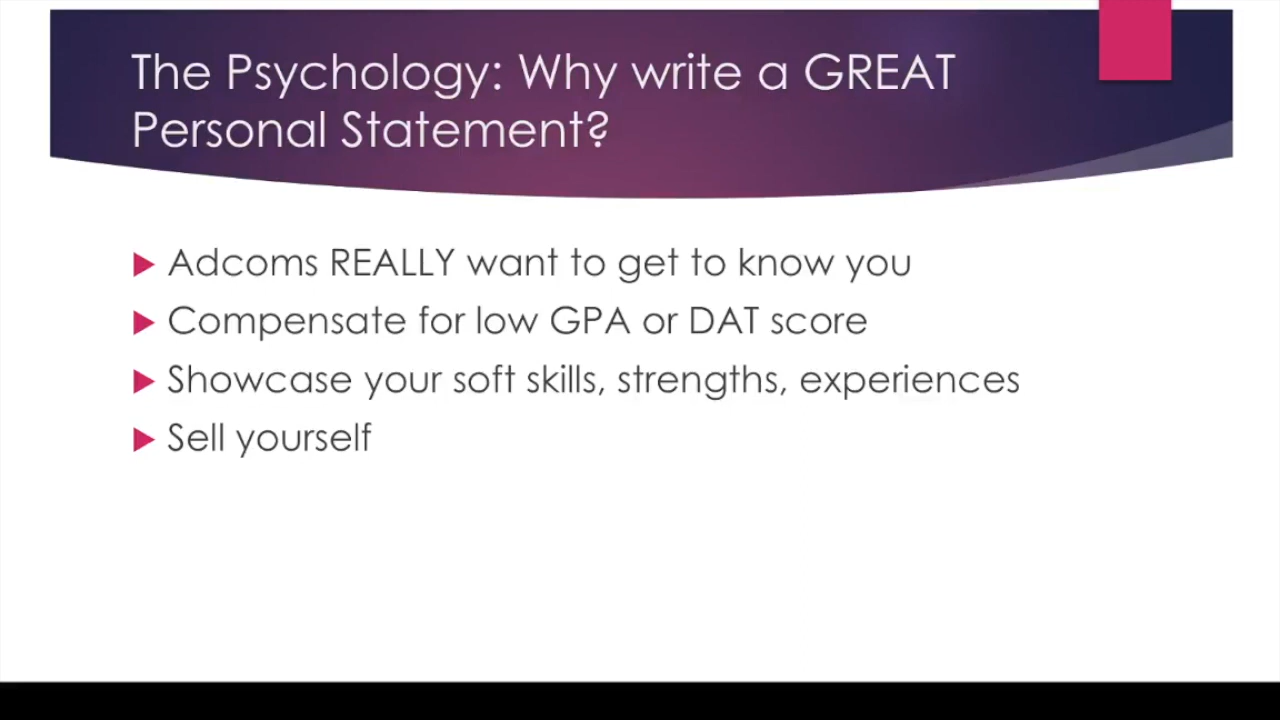 The Psychology: Why write a GREAT
Personal Statement?
Adcoms REALLY want to get to know you
Compensate for low GPA or DAT score
Showcase your soft skills, strengths, experiences
Sell yourself